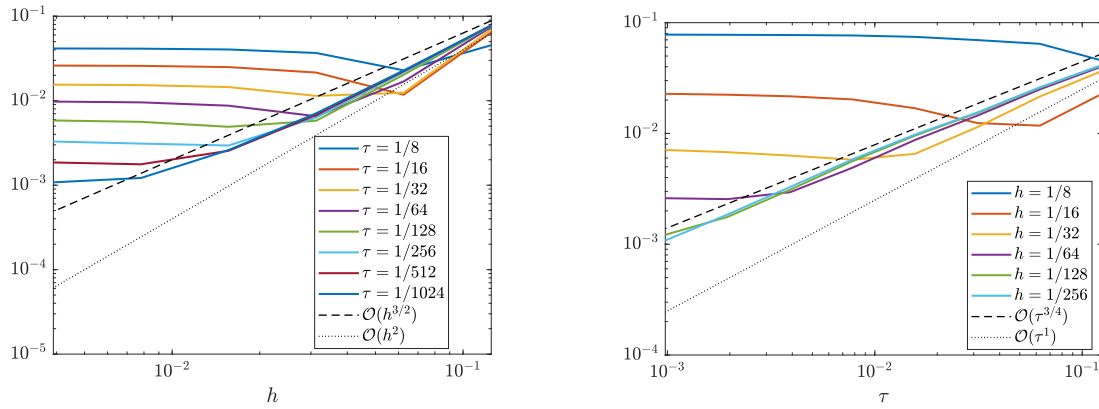 10^{-1}
10^{-2}
10^{-3}
10^{-4}
10^{-5}
τ = 1/8
τ = 1/16
τ = 1/32
τ = 1/64
τ = 1/128
τ = 1/256
τ = 1/512
τ = 1/1024
𝒪(h^{3/2})
𝒪(h^2)
10^{-2}
10^{-1}
h
10^{-1}
10^{-2}
10^{-3}
10^{-4}
h = 1/8
h = 1/16
h = 1/32
h = 1/64
h = 1/128
h = 1/256
𝒪(τ^{3/4})
𝒪(τ^1)
10^{-3}
10^{-2}
10^{-1}
τ